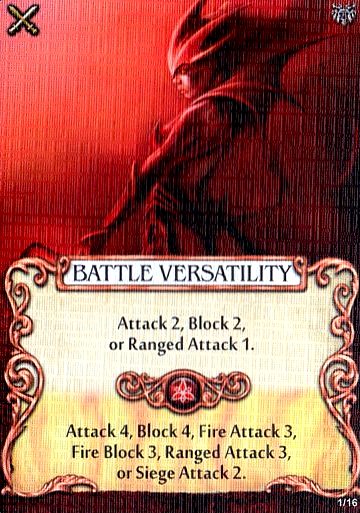 BATTLE VERSATILITY
Attack 2, Block 2,
or Ranged Attack 1.
Attack 4, Block 4, Fire Attack 3,
Fire Block 3, Ranged Attack 3,
or Siege Attack 2.
1/16